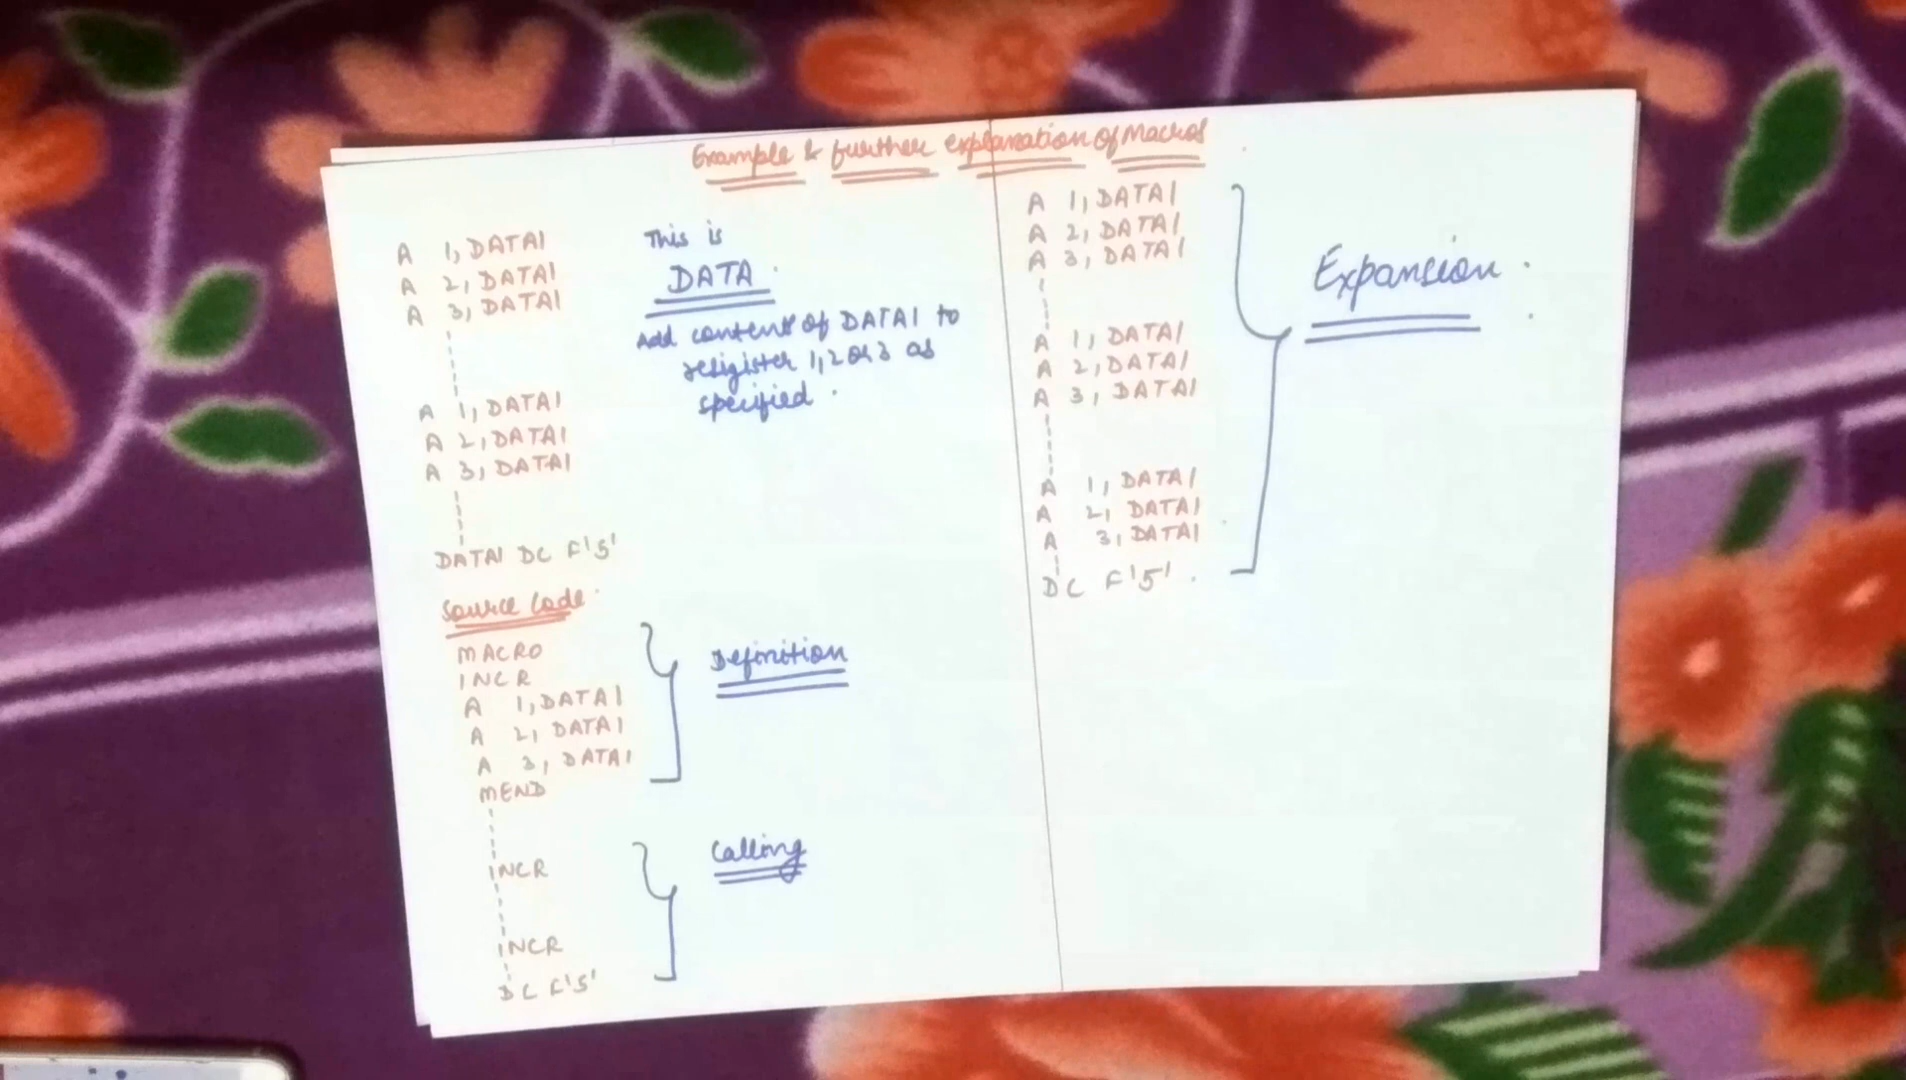 Example & further explanation of Macros
A 1, DATA1
A 2, DATA1
A 3, DATA1
A 1, DATA1
A 2, DATA1
A 3, DATA1
DATA1 DC F'5'
This is
DATA.
Add content of DATA1 to
resigister 1, 2 or 3 as
specified.
Source Code
MACRO
INCR
A 1, DATA1
A 2, DATA1
A 3, DATA1
MEND
Definition
INCR
INCR
DC F'5'
Calling
A 1, DATA1
A 2, DATA1
A 3, DATA1
A 1, DATA1
A 2, DATA1
A 3, DATA1
A 1, DATA1
A 2, DATA1
A 3, DATA1
DC F'5'.
Expansion